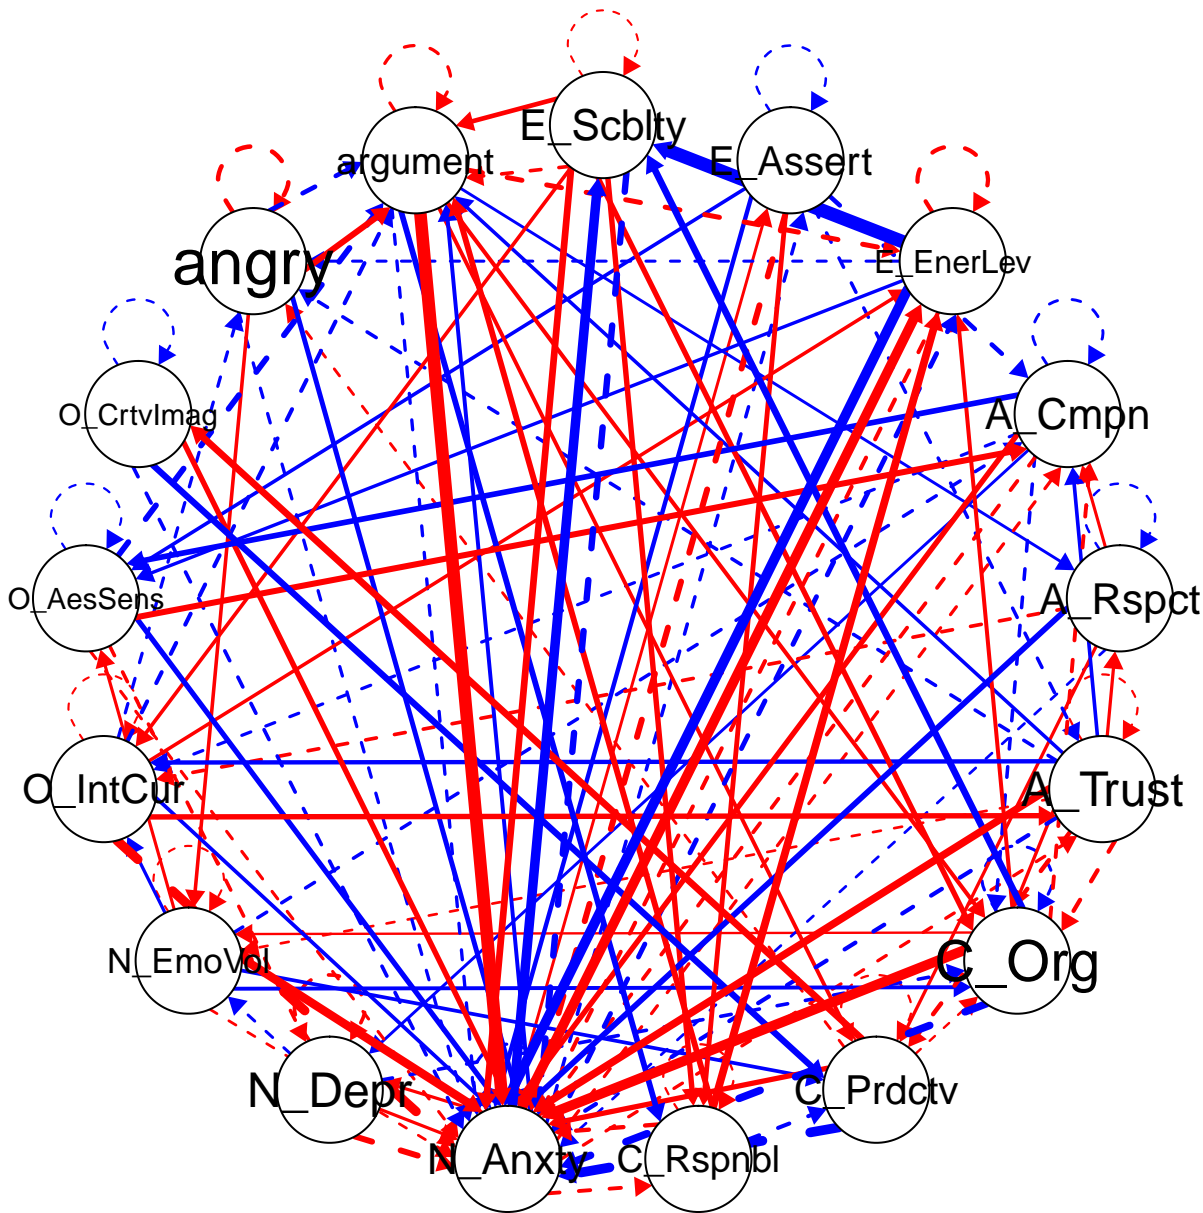 E_Scblty
argument
E_Assert
angry
E_EnerLev
O_CrtvImag
A_Cmpn
O_AesSens
A_Rspct
O_IntCur
A_Trust
N_EmoVol
C_Org
N_Depr
C_Prdctv
N_Anxty
C_Rspnbl